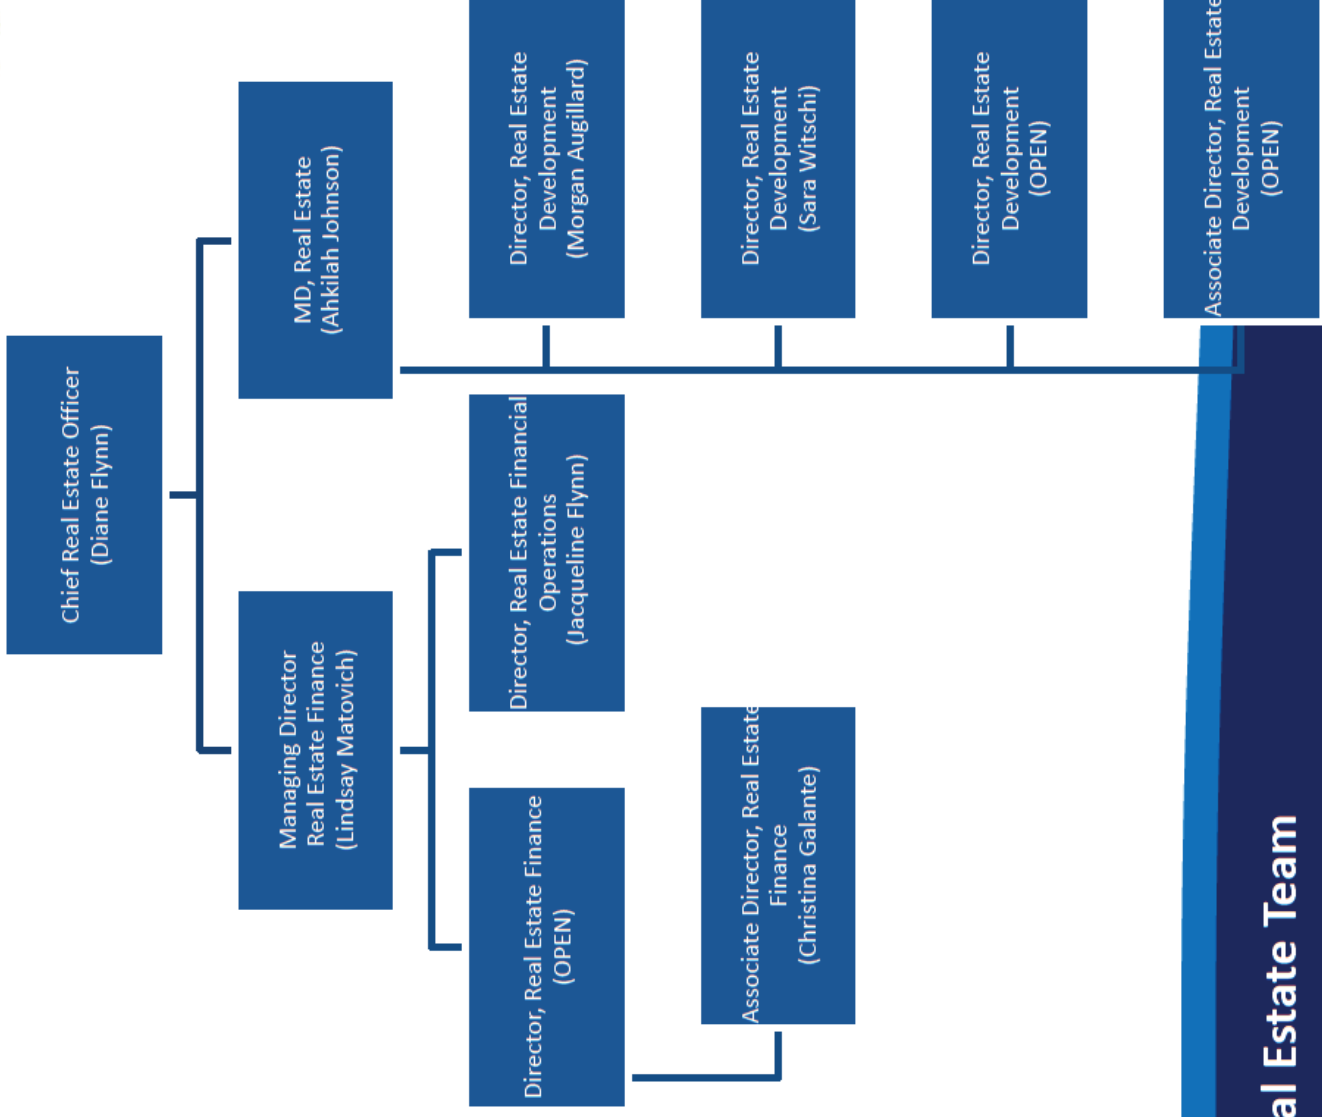 Chief Real Estate Officer
(Diane Flynn)
Managing Director
Real Estate Finance
(Lindsay Matovich)
MD, Real Estate
(Ahkilah Johnson)
Director, Real Estate Finance
(OPEN)
Director, Real Estate Financial
Operations
(Jacqueline Flynn)
Director, Real Estate
Development
(Morgan Augillard)
Associate Director, Real Estate
Finance
(Christina Galante)
Director, Real Estate
Development
(Sara Witschi)
Director, Real Estate
Development
(OPEN)
Associate Director, Real Estate
Development
(OPEN)
al Estate Team